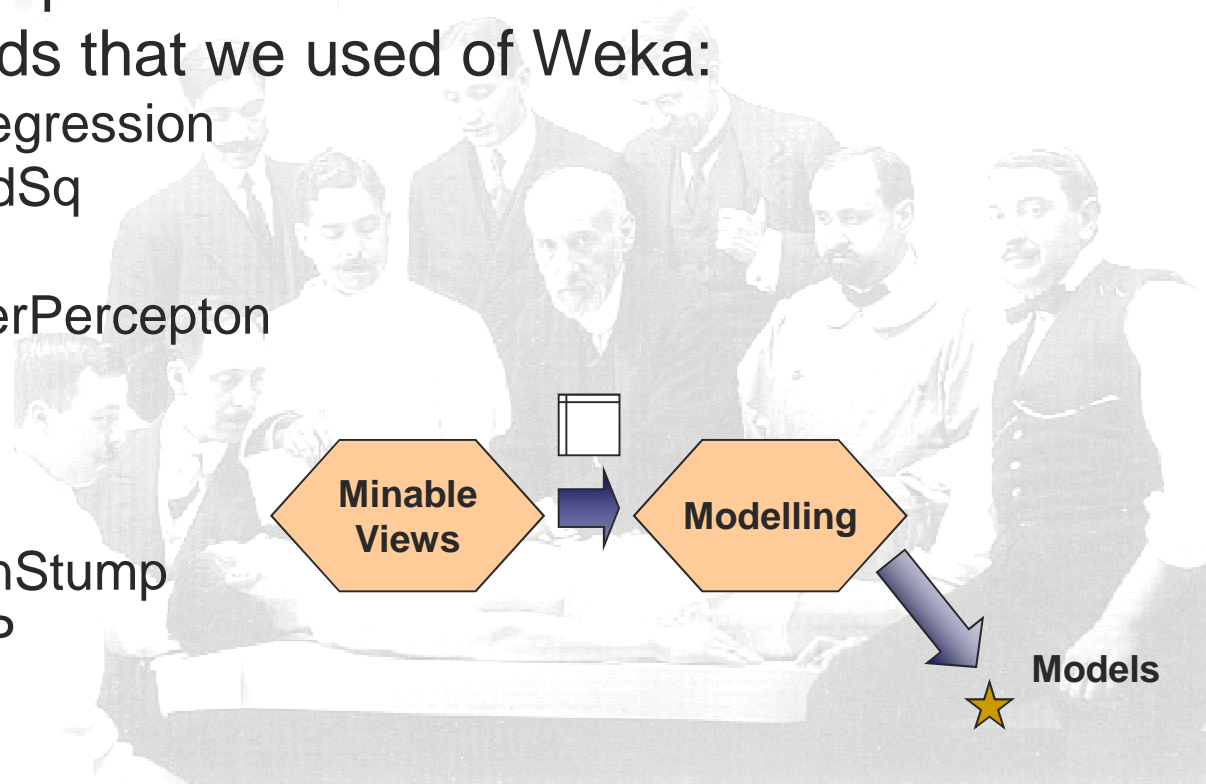 ds that we used of Weka:
egression
dSq
erPercepton
Minable
Views
Modelling
nStump
P
Models